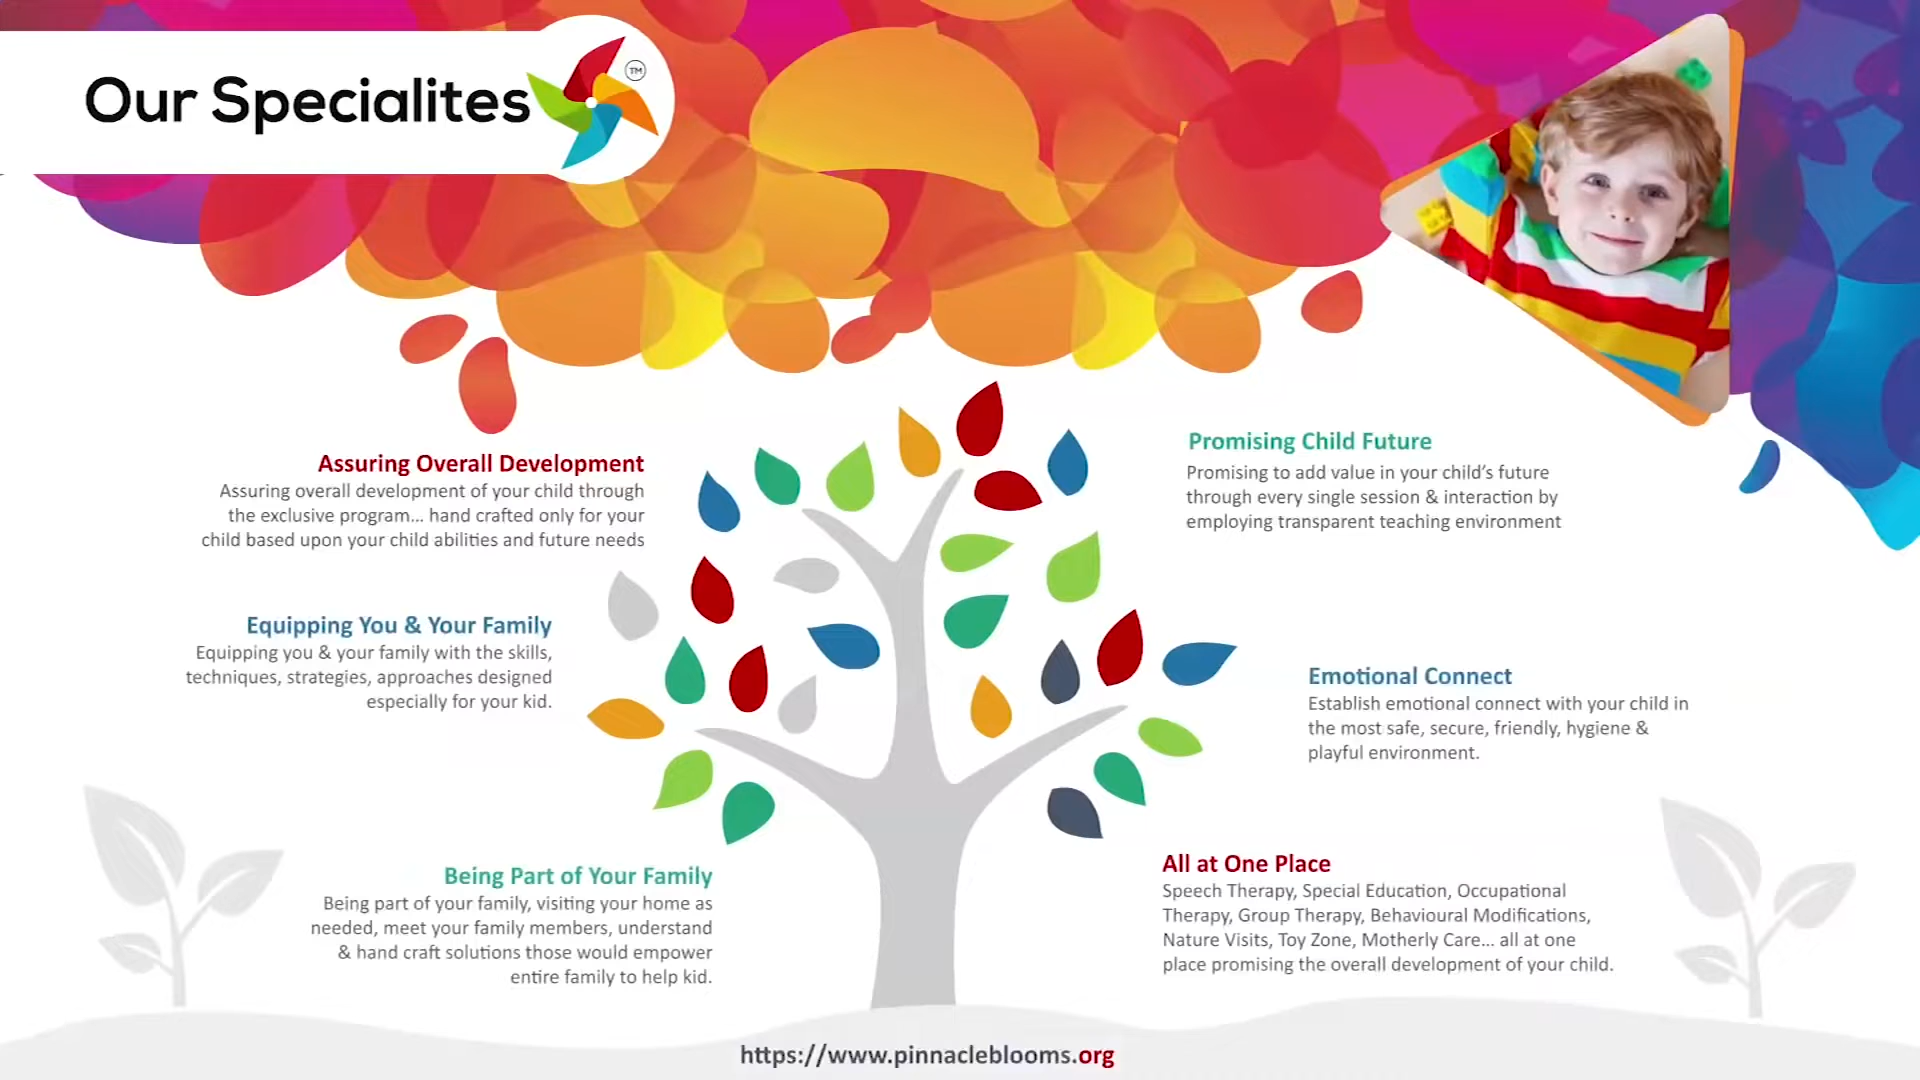 Our Specialites
TM
Assuring Overall Development
Assuring overall development of your child through
the exclusive program... hand crafted only for your
child based upon your child abilities and future needs
Equipping You & Your Family
Equipping you & your family with the skills,
techniques, strategies, approaches designed
especially for your kid.
Being Part of Your Family
Being part of your family, visiting your home as
needed, meet your family members, understand
& hand craft solutions those would empower
entire family to help kid.
Promising Child Future
Promising to add value in your child's future
through every single session & interaction by
employing transparent teaching environment
Emotional Connect
Establish emotional connect with your child in
the most safe, secure, friendly, hygiene &
playful environment.
All at One Place
Speech Therapy, Special Education, Occupational
Therapy, Group Therapy, Behavioural Modifications,
Nature Visits, Toy Zone, Motherly Care... all at one
place promising the overall development of your child.
https://www.pinnacleblooms.org